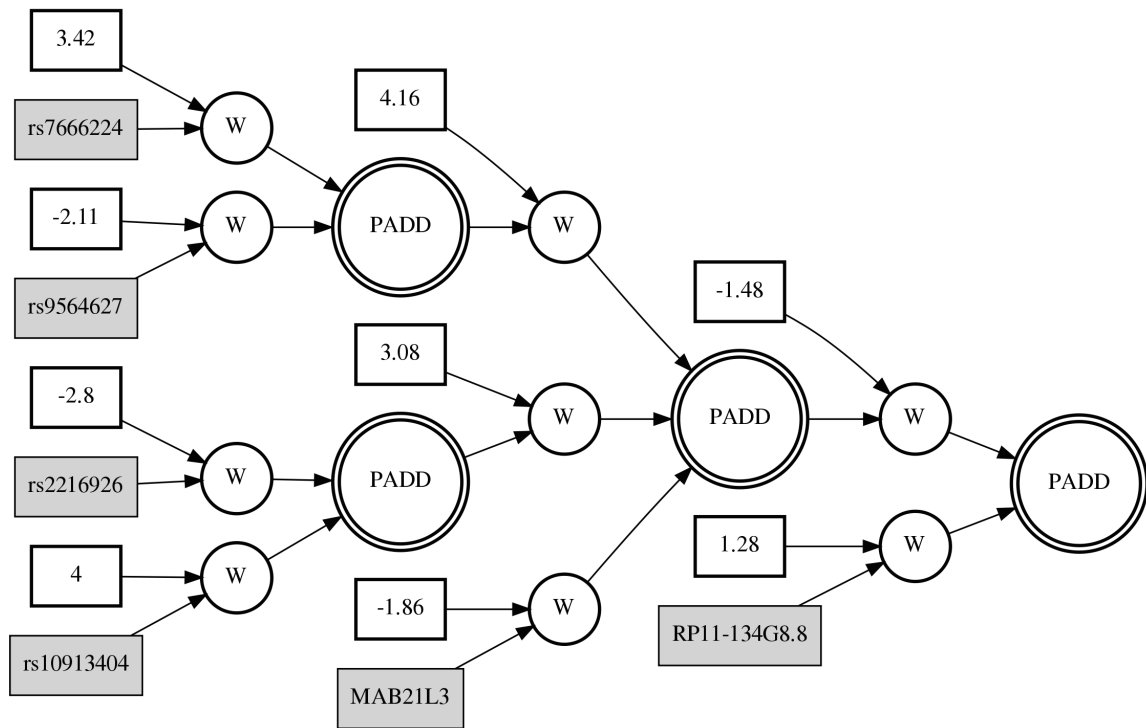 3.42
rs7666224
W
-2.11
rs9564627
W
PADD
4.16
W
-2.8
rs2216926
W
4
rs10913404
W
PADD
3.08
W
-1.86
MAB21L3
W
PADD
-1.48
W
1.28
RP11-134G8.8
W
PADD